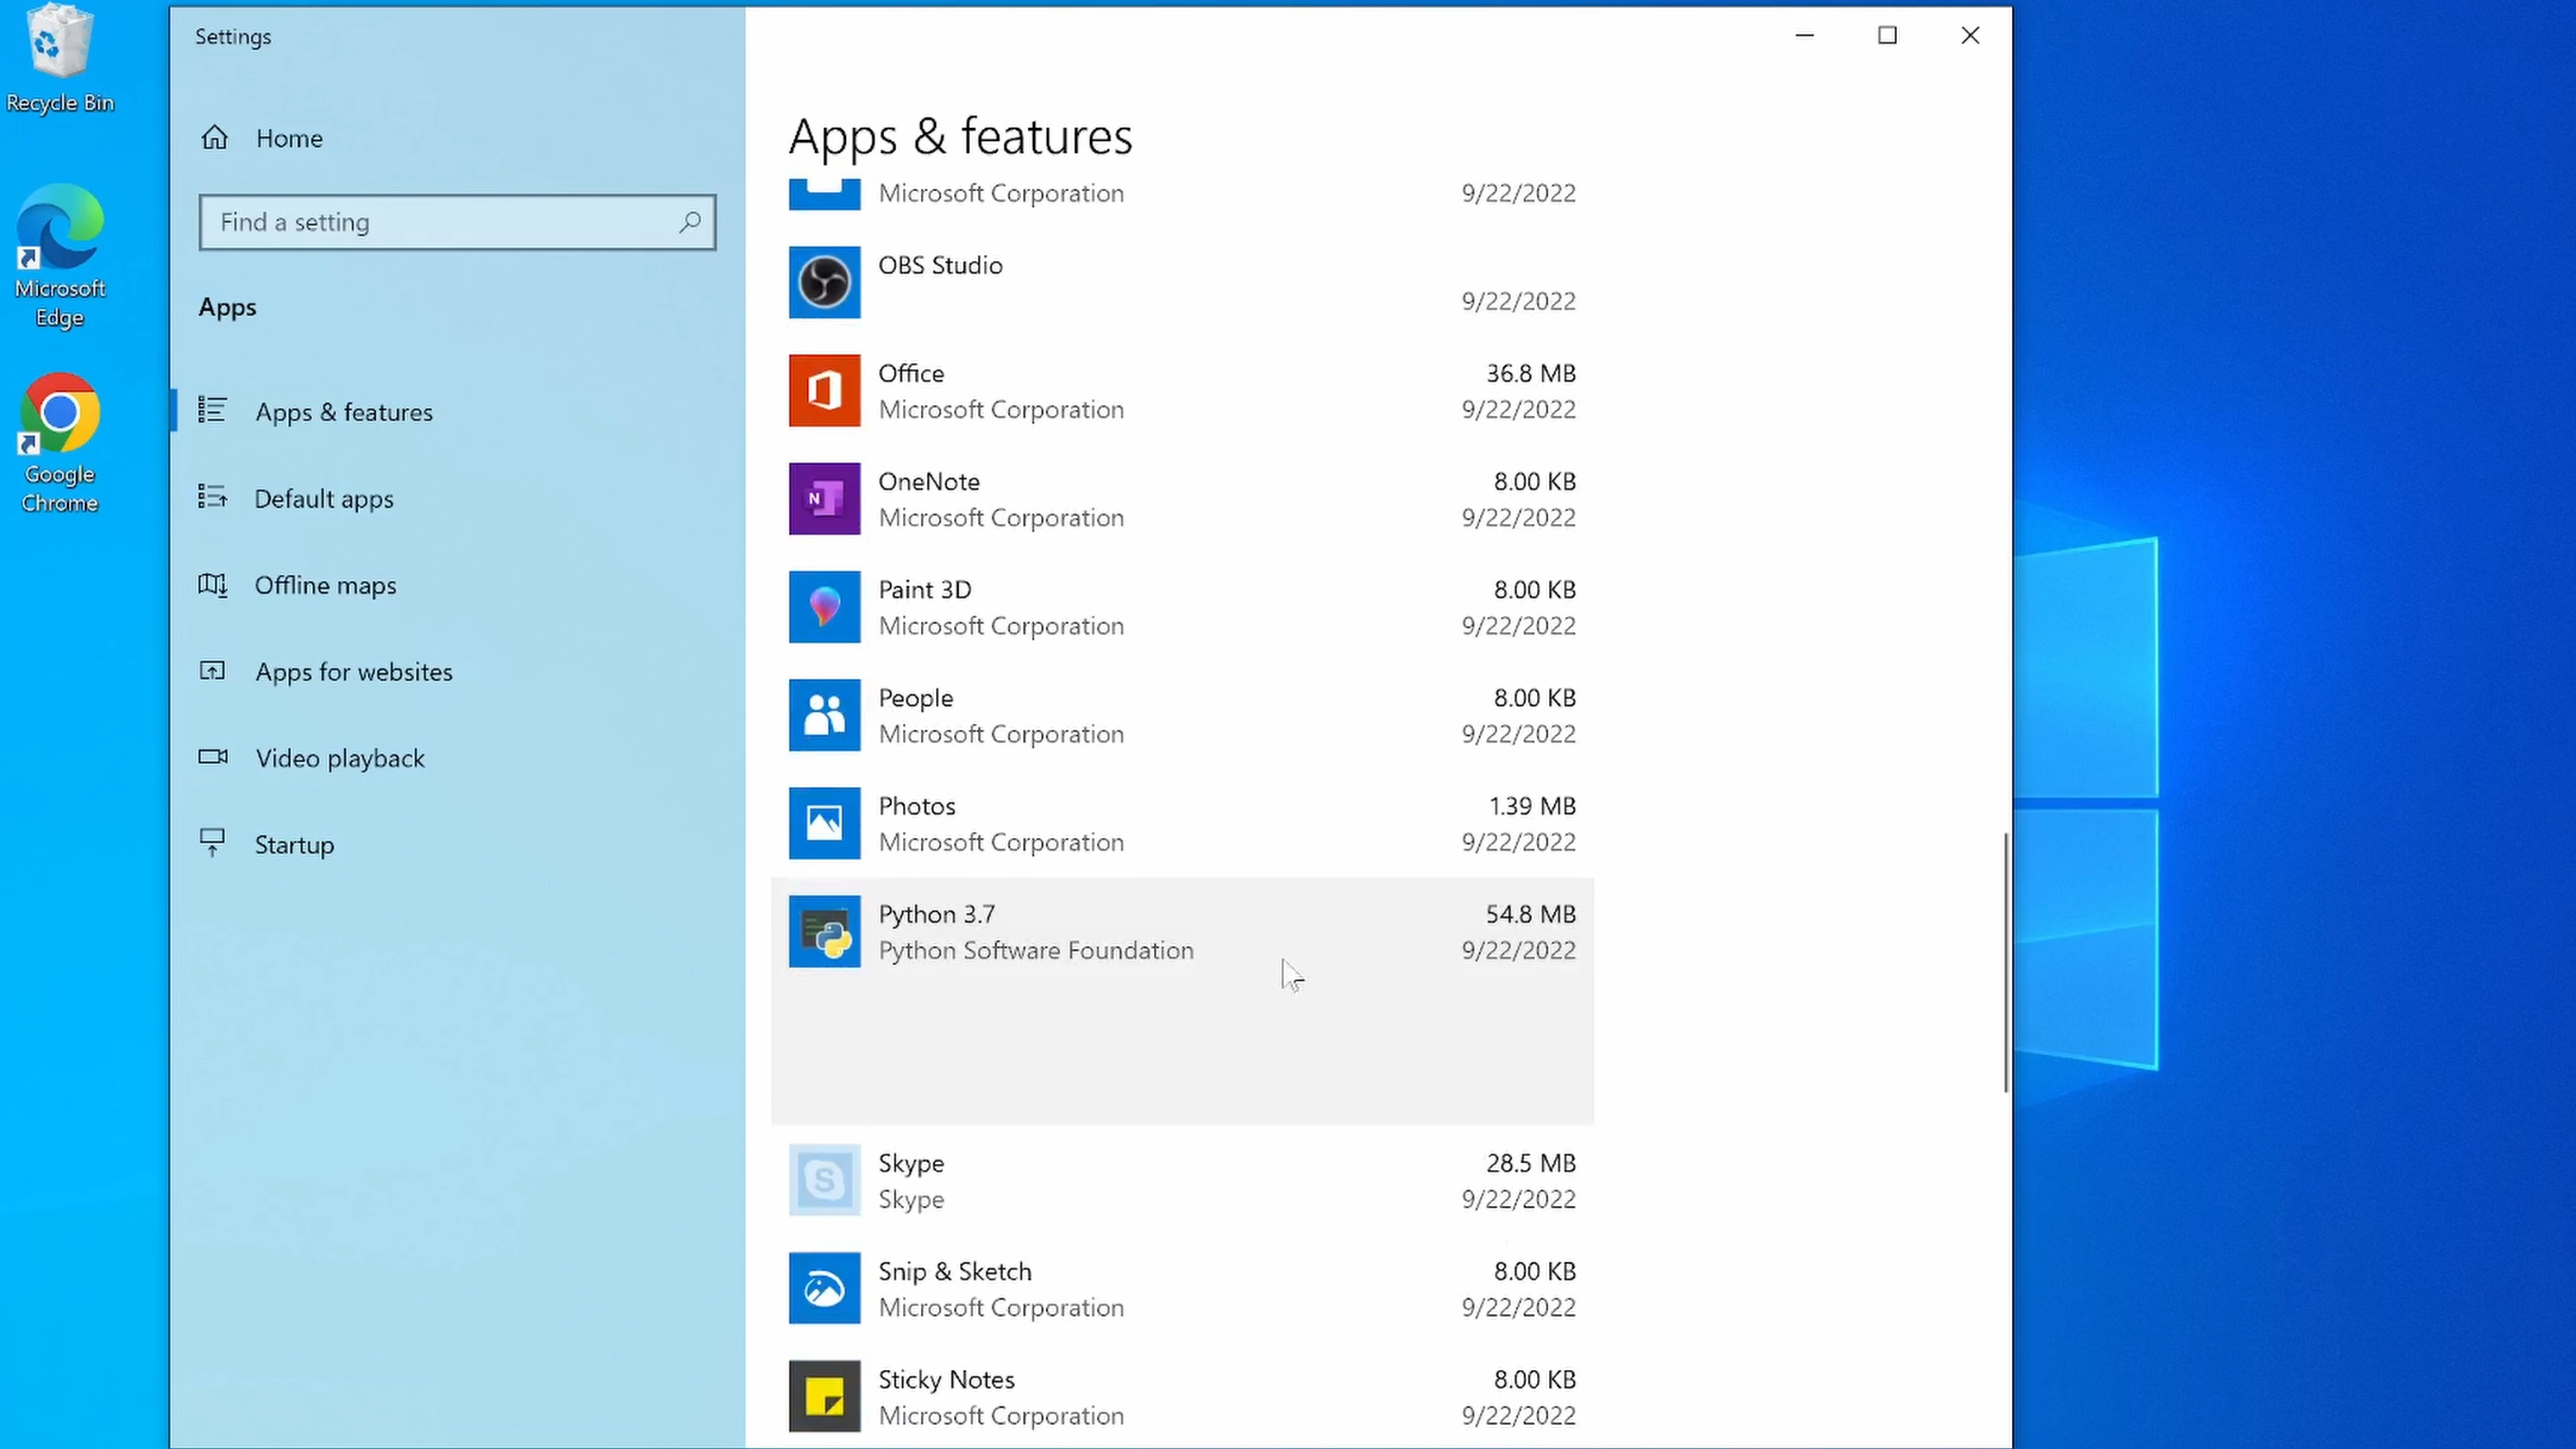 Recycle Bin
Microsoft
Edge
Google
Chrome
Settings
Home
Find a setting
Apps
Apps & features
Default apps
Offline maps
Apps for websites
Video playback
Startup
Apps & features
Microsoft Corporation 9/22/2022
OBS Studio
9/22/2022
Office 36.8 MB
Microsoft Corporation 9/22/2022
OneNote 8.00 KB
Microsoft Corporation 9/22/2022
Paint 3D 8.00 KB
Microsoft Corporation 9/22/2022
People 8.00 KB
Microsoft Corporation 9/22/2022
Photos 1.39 MB
Microsoft Corporation 9/22/2022
Python 3.7 54.8 MB
Python Software Foundation 9/22/2022
Skype 28.5 MB
Skype 9/22/2022
Snip & Sketch 8.00 KB
Microsoft Corporation 9/22/2022
Sticky Notes 8.00 KB
Microsoft Corporation 9/22/2022